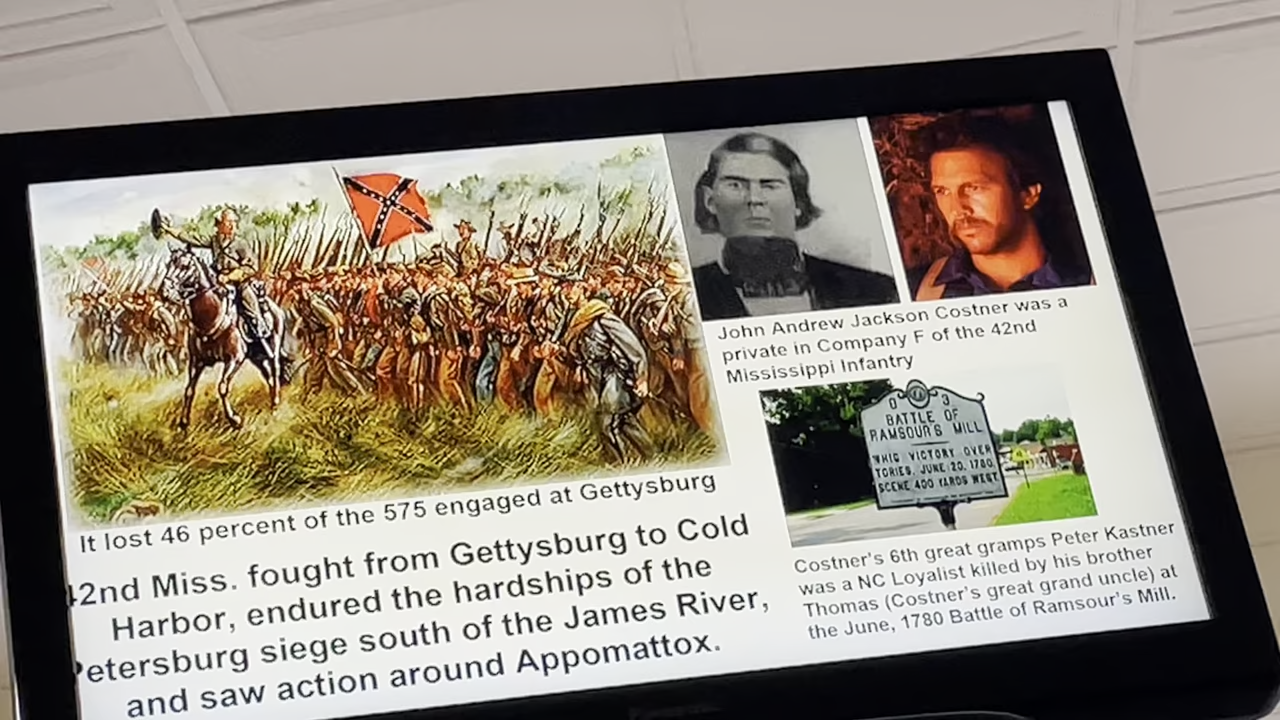 It lost 46 percent of the 575 engaged at Gettysburg
42nd Miss. fought from Gettysburg to Cold
Harbor, endured the hardships of the
Petersburg siege south of the James River,
and saw action around Appomattox.
John Andrew Jackson Costner was a
private in Company F of the 42nd
Mississippi Infantry
O 3
BATTLE OF
RAMSOUR'S MILL
WHIG VICTORY OVER
TORIES, JUNE 20, 1780.
SCENE 400 YARDS WEST.
Costner's 6th great gramps Peter Kastner
was a NC Loyalist killed by his brother
Thomas (Costner's great grand uncle) at
the June, 1780 Battle of Ramsour's Mill.